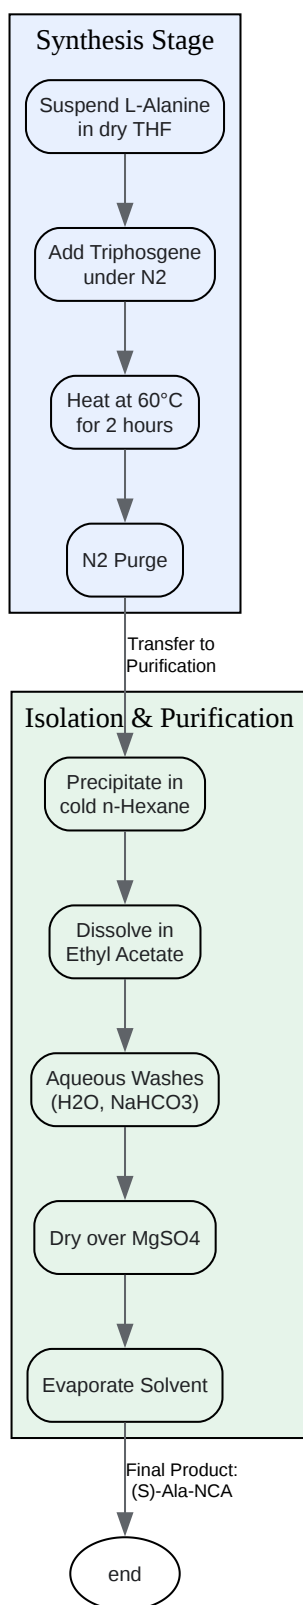 Synthesis Stage
Suspend L-Alanine
in dry THF
Add Triphosgene
under N2
Heat at 60°C
for 2 hours
N2 Purge
Transfer to
Purification
Isolation & Purification
Precipitate in
cold n-Hexane
Dissolve in
Ethyl Acetate
Aqueous Washes
(H2O, NaHCO3)
Dry over MgSO4
Evaporate Solvent
Final Product:
(S)-Ala-NCA
end